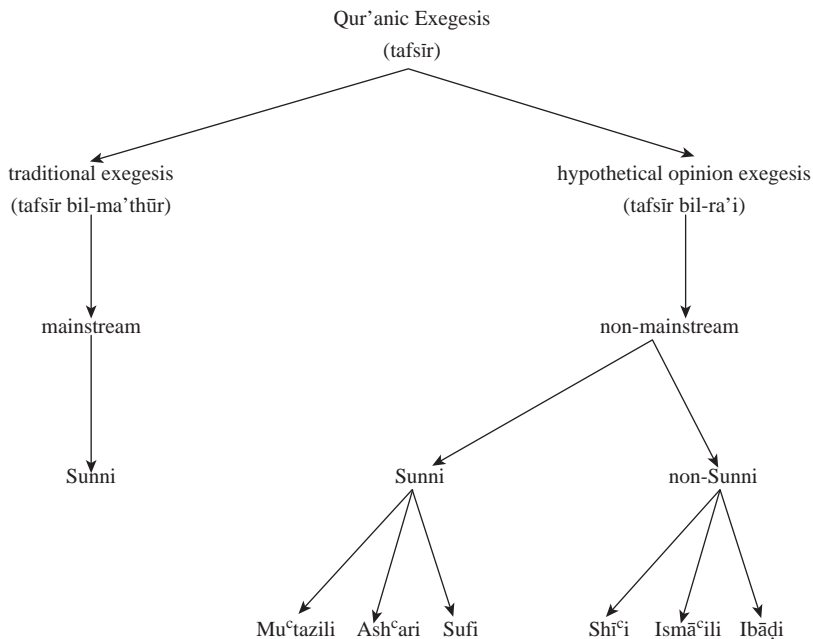 Qur’anic Exegesis
(tafsīr)
traditional exegesis
(tafsīr bil-ma’thūr)
hypothetical opinion exegesis
(tafsīr bil-ra’i)
mainstream
non-mainstream
Sunni
Sunni
non-Sunni
Muᶜtazili
Ashᶜari
Sufi
Shīᶜi
Ismāᶜili
Ibāḍi